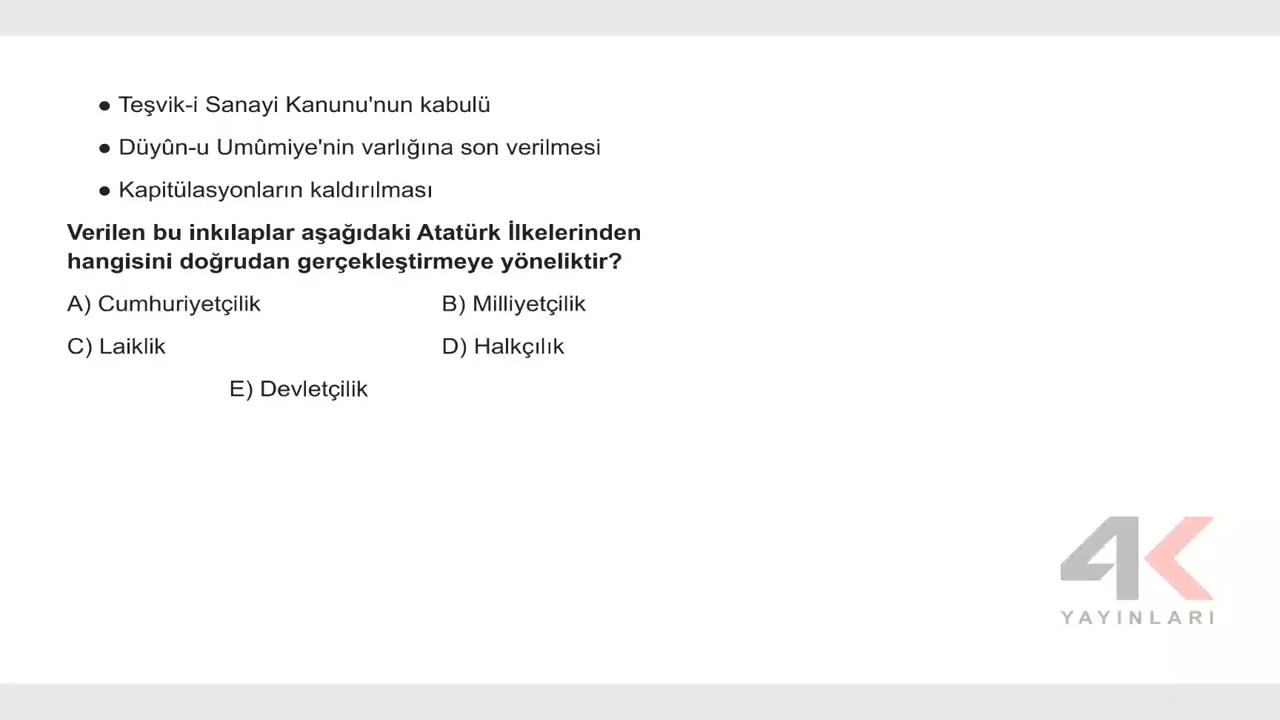 ● Teşvik-i Sanayi Kanunu'nun kabulü
● Düyûn-u Umûmiye'nin varlığına son verilmesi
● Kapitülasyonların kaldırılması
Verilen bu inkılaplar aşağıdaki Atatürk İlkelerinden
hangisini doğrudan gerçekleştirmeye yöneliktir?
A) Cumhuriyetçilik B) Milliyetçilik
C) Laiklik D) Halkçılık
E) Devletçilik
4K
YAYINLARI